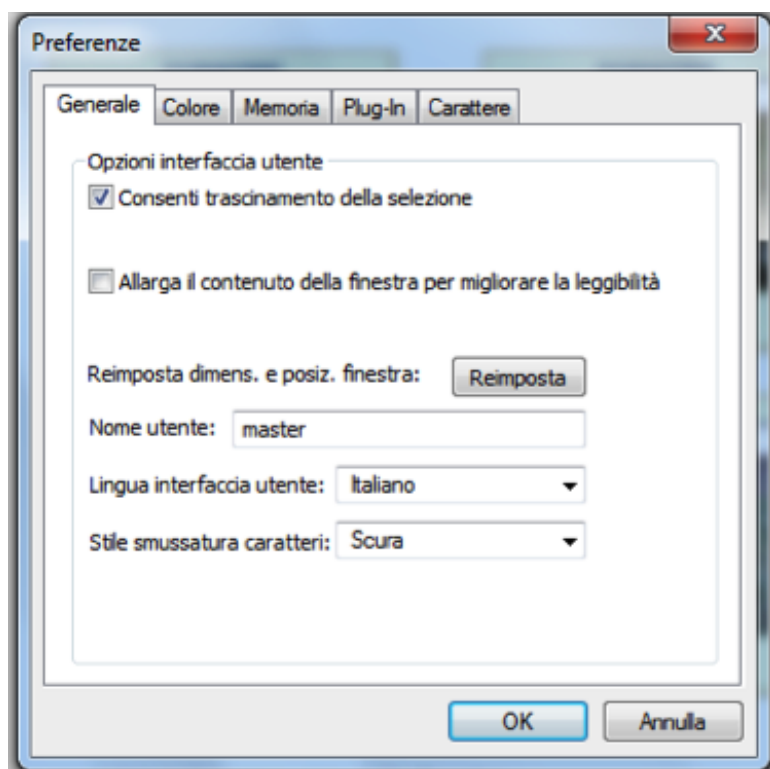 Preferenze
Generale Colore Memoria Plug-In Carattere
Opzioni interfaccia utente
Consenti trascinamento della selezione
Allarga il contenuto della finestra per migliorare la leggibilità
Reimposta dimens. e posiz. finestra: Reimposta
Nome utente: master
Lingua interfaccia utente: Italiano
Stile smussatura caratteri: Scura
OK Annulla